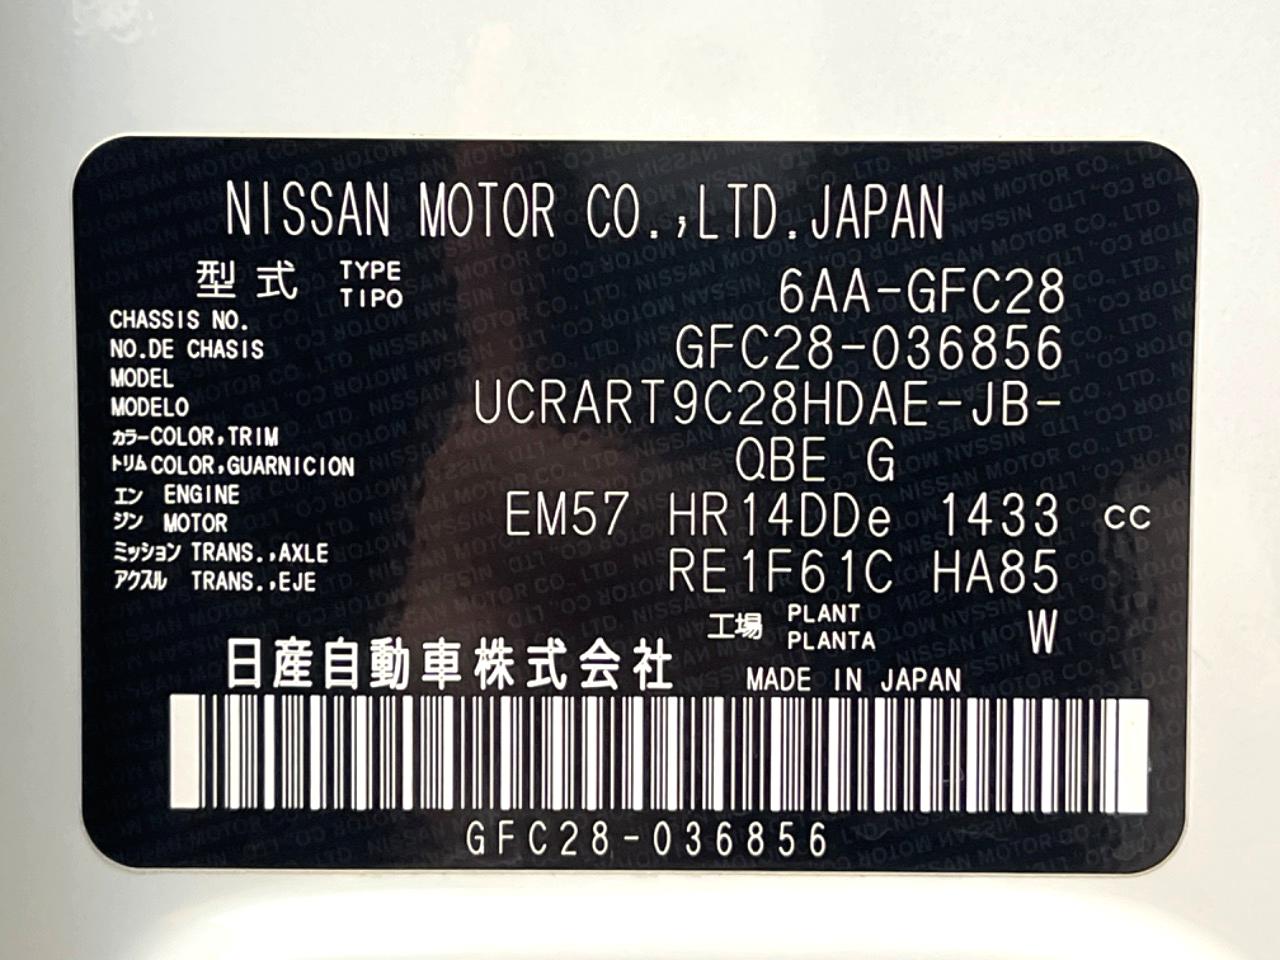 NISSAN MOTOR CO.,LTD.JAPAN
型式 TYPE TIPO 6AA-GFC28
CHASSIS NO.
NO.DE CHASIS GFC28-036856
MODEL
MODELO UCRART9C28HDAE-JB-
カラー COLOR,TRIM
トリム COLOR,GUARNICION QBE G
エン ENGINE
ジン MOTOR EM57 HR14DDe 1433 cc
ミッション TRANS.,AXLE
アクスル TRANS.,EJE RE1F61C HA85
工場 PLANT PLANTA W
日産自動車株式会社 MADE IN JAPAN
GFC28-036856